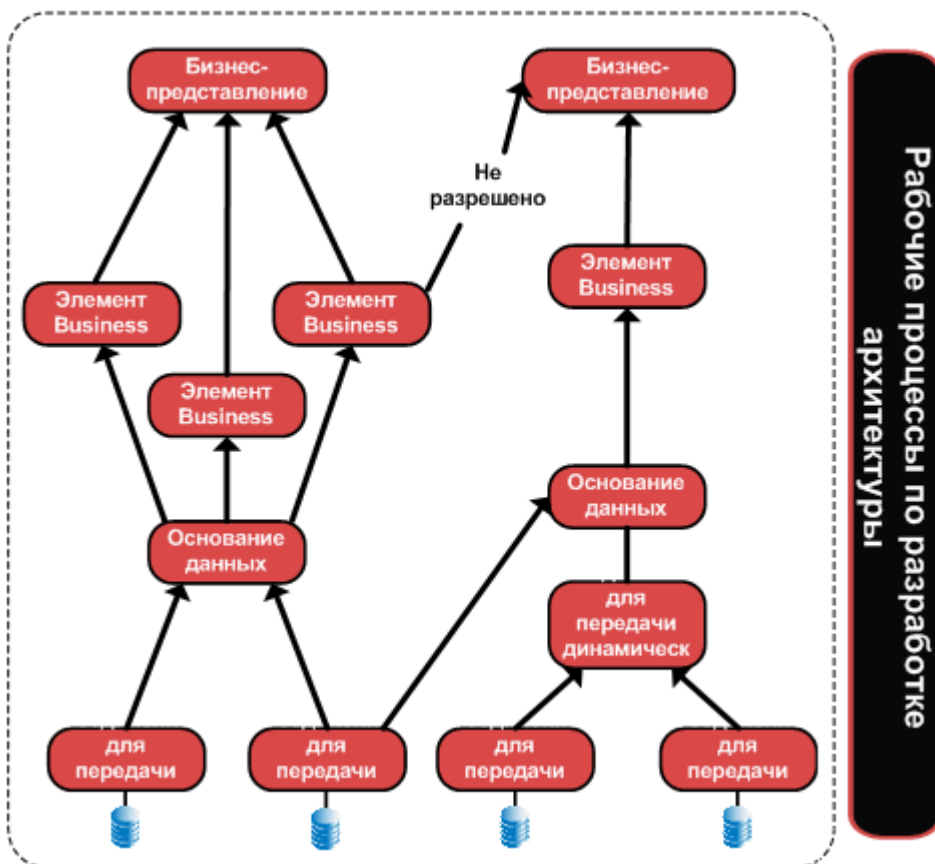 Бизнес-
представление
Бизнес-
представление
Не
разрешено
Элемент
Business
Элемент
Business
Элемент
Business
Элемент
Business
Основание
данных
Основание
данных
для
передачи
динамическ
для
передачи
для
передачи
для
передачи
для
передачи
Рабочие процессы по разработке
архитектуры